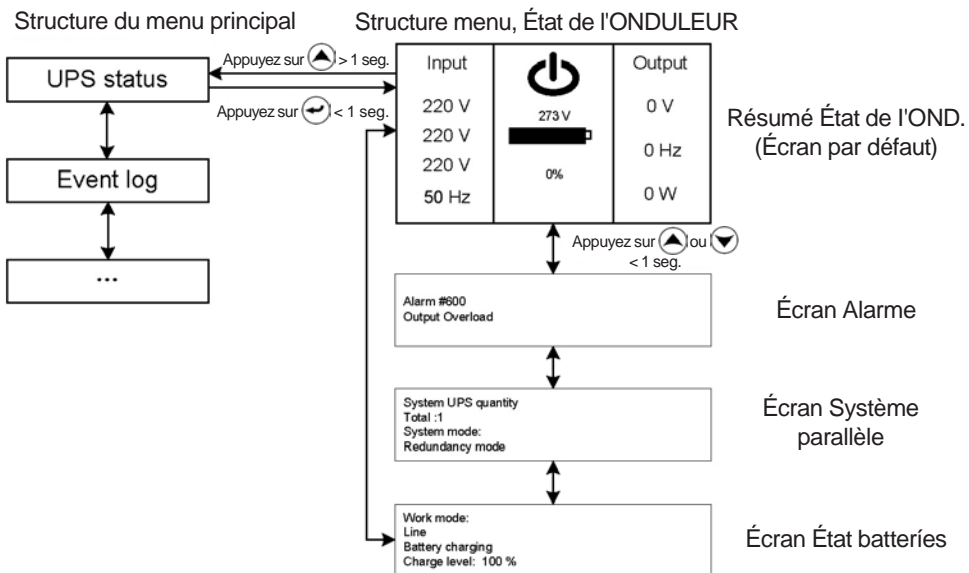 Structure du menu principal
Structure menu, État de l'ONDULEUR
UPS status
Event log
...
Appuyez sur > 1 seg.
Appuyez sur < 1 seg.
Input
220 V
220 V
220 V
50 Hz
273 V
0%
Output
0 V
0 Hz
0 W
Résumé État de l'OND.
(Écran par défaut)
Appuyez sur ou
< 1 seg.
Alarm #600
Output Overload
Écran Alarme
System UPS quantity
Total :1
System mode:
Redundancy mode
Écran Système
parallèle
Work mode:
Line
Battery charging
Charge level: 100 %
Écran État batteríes